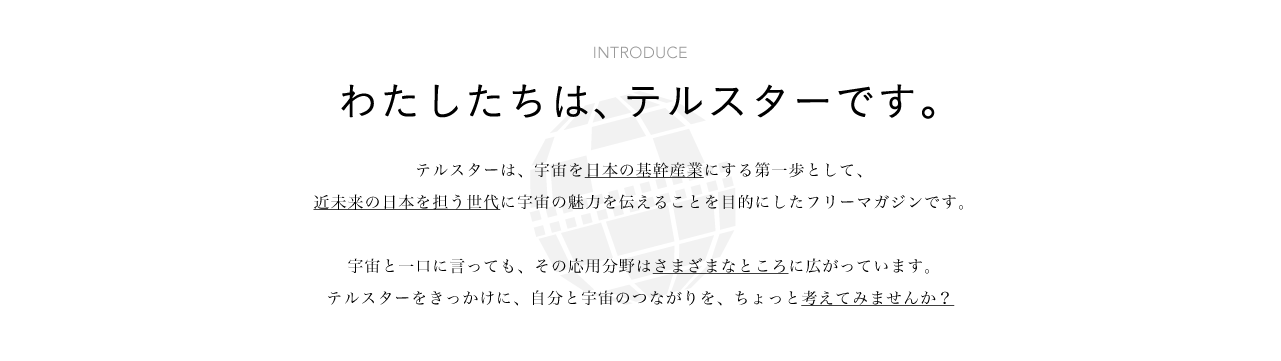 INTRODUCE
わたしたちは、テルスターです。
テルスターは、宇宙を日本の基幹産業にする第一歩として、
近未来の日本を担う世代に宇宙の魅力を伝えることを目的にしたフリーマガジンです。
宇宙と一口に言っても、その応用分野はさまざまなところに広がっています。
テルスターをきっかけに、自分と宇宙のつながりを、ちょっと考えてみませんか？